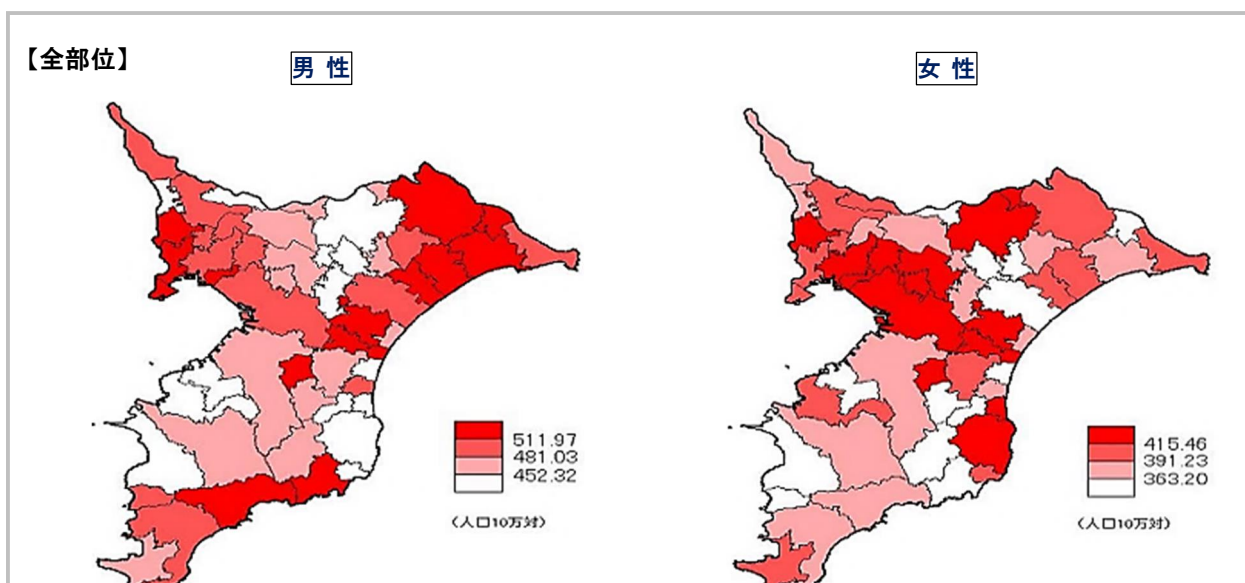 【全部位】
男 性
女 性
511.97
481.03
452.32
（人口10万対）
415.46
391.23
363.20
（人口10万対）